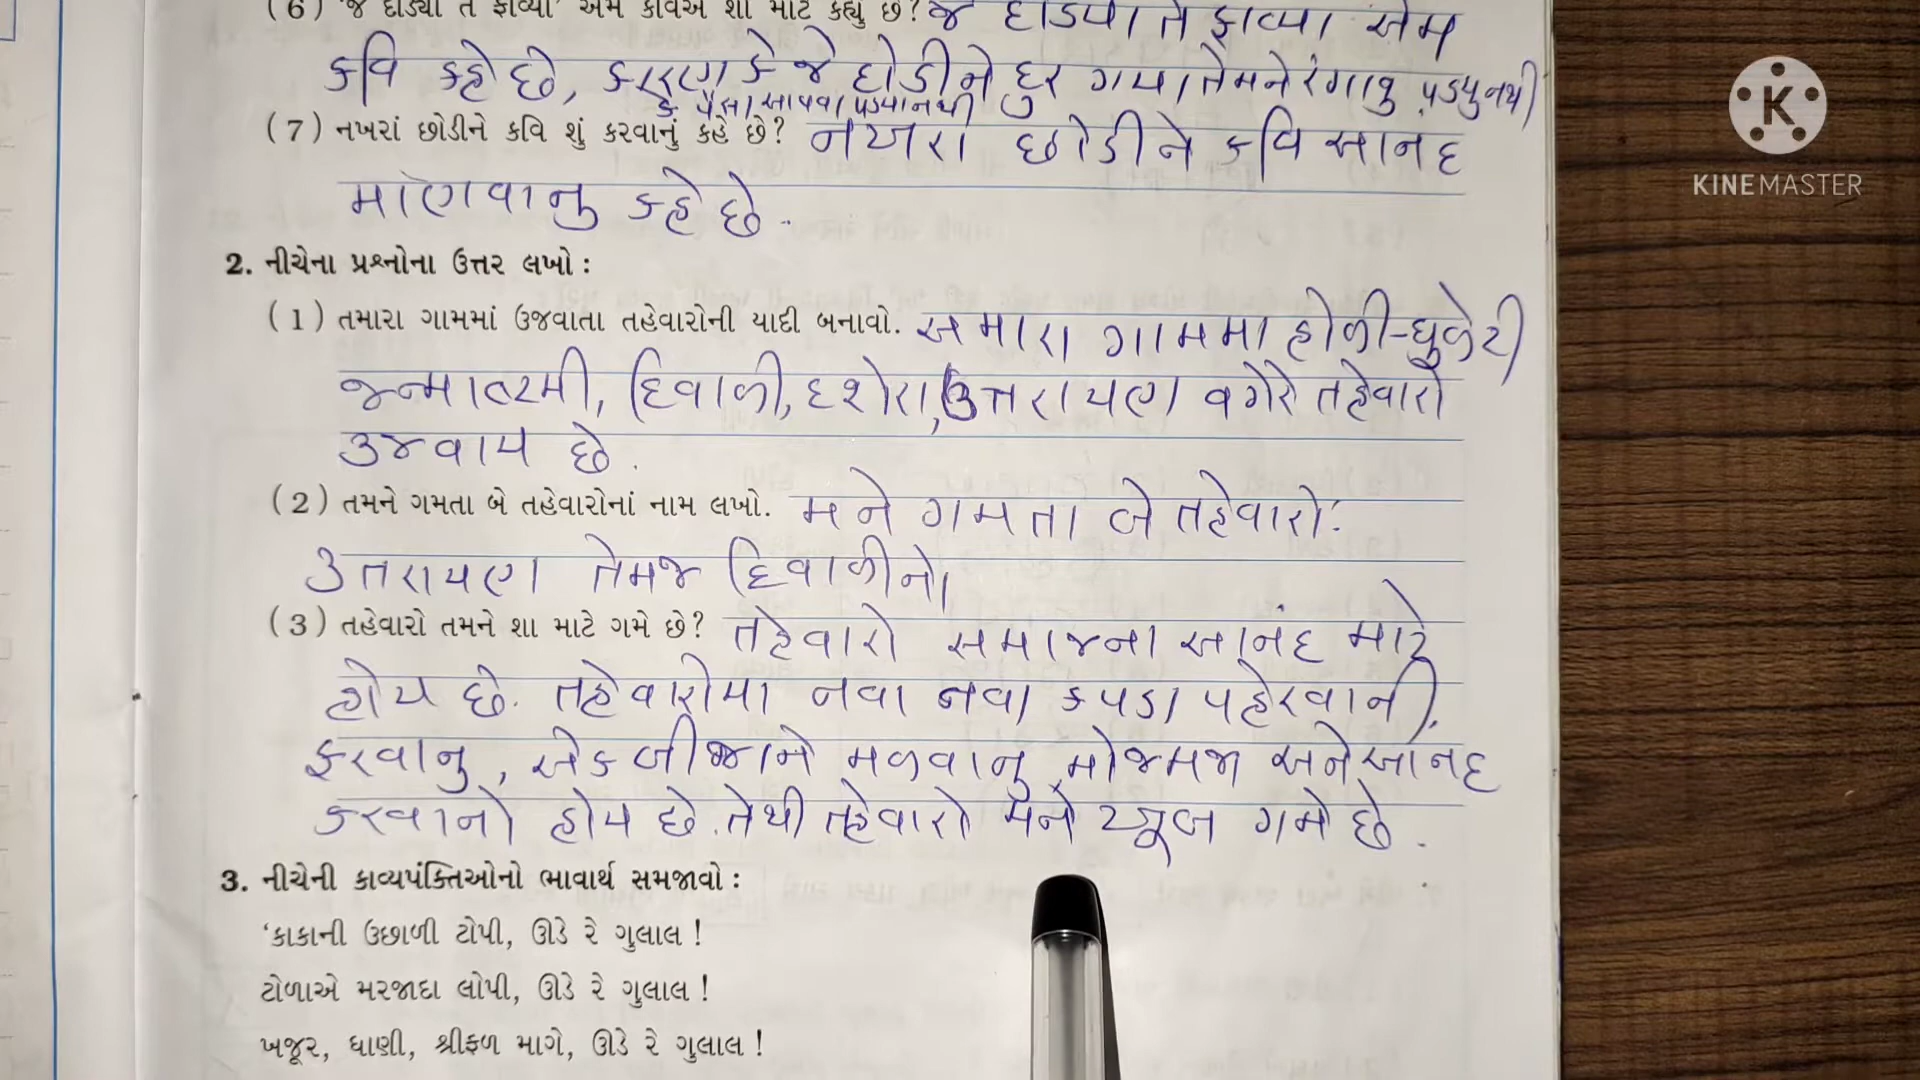 (6) 'જે દોડ્યા તે ફાવ્યા' એમ કવિએ શા માટે કહ્યું છે? જે દોડ્યા તે ફાવ્યા એમ
કવિ કહે છે, કારણ કે જે દોડીને દુર ગયા તેમને રંગાવુ પડ્યુ નથી
કે પૈસા આપવા પડ્યા નથી
(7) નખરાં છોડીને કવિ શું કરવાનું કહે છે? નખરા છોડીને કવિ આનદ
માણવાનુ કહે છે.
2. નીચેના પ્રશ્નોના ઉત્તર લખો :
(1) તમારા ગામમાં ઉજવાતા તહેવારોની યાદી બનાવો. અમારા ગામમા હોળી-ધુળેટી
જન્માષ્ટમી, દિવાળી, દશેરા, ઉત્તરાયણ વગેરે તહેવારો
ઉજવાય છે.
(2) તમને ગમતા બે તહેવારોનાં નામ લખો. મને ગમતા બે તહેવારો:
ઉતરાયણ તેમજ દિવાળીનો
(3) તહેવારો તમને શા માટે ગમે છે? તહેવારો સમાજના આનંદ માટે
હોય છે. તહેવારોમા નવા નવા કપડા પહેરવાની,
ફરવાનુ, એકબીજાને મળવાનુ, મોજમજા અને આનદ
કરવાનો હોય છે. તેથી તહેવારો મને ખૂબ ગમે છે.
3. નીચેની કાવ્યપંક્તિઓનો ભાવાર્થ સમજાવો :
'કાકાની ઉછાળી ટોપી, ઊડે રે ગુલાલ !
ટોળાએ મરજાદા લોપી, ઊડે રે ગુલાલ !
ખજૂર, ધાણી, શ્રીફળ માગે, ઊડે રે ગુલાલ !
K
KINEMASTER